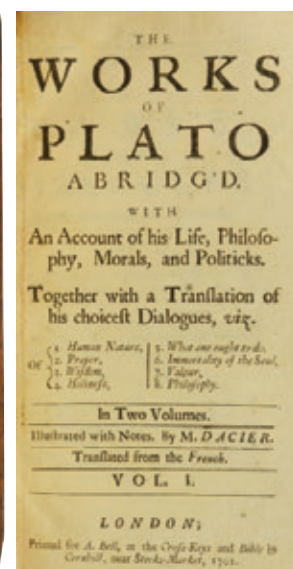 THE
WORKS
OF
PLATO
ABRIDG'D.
WITH
An Account of his Life, Philoſo-
phy, Morals, and Politicks.
Together with a Tranſlation of
his choiceſt Dialogues, viz.
OF
1. Human Nature,
2. Prayer,
3. Wiſdom,
4. Holineſs,
5. What one ought to do,
6. Immortality of the Soul,
7. Valour,
8. Philoſophy.
In Two Volumes.
Illustrated with Notes. By M. DACIER.
Tranſlated from the French.
VOL. I.
LONDON;
Printed for A. Bell, at the Croſs-Keys and Bible in
Cornhill, near Stocks-Market, 1701.